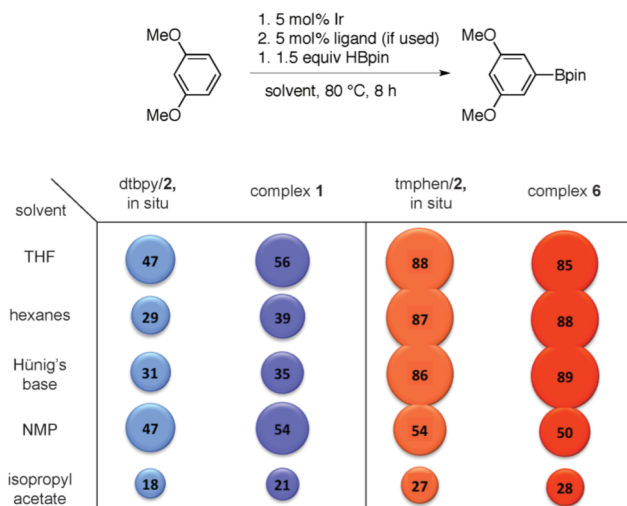 MeO
MeO
1. 5 mol% Ir
2. 5 mol% ligand (if used)
1. 1.5 equiv HBpin
solvent, 80 °C, 8 h
MeO
MeO
Bpin
solvent
dtbpy/2,
in situ
complex 1
tmphen/2,
in situ
complex 6
THF
47
56
88
85
hexanes
29
39
87
88
Hünig's
base
31
35
86
89
NMP
47
54
54
50
isopropyl
acetate
18
21
27
28